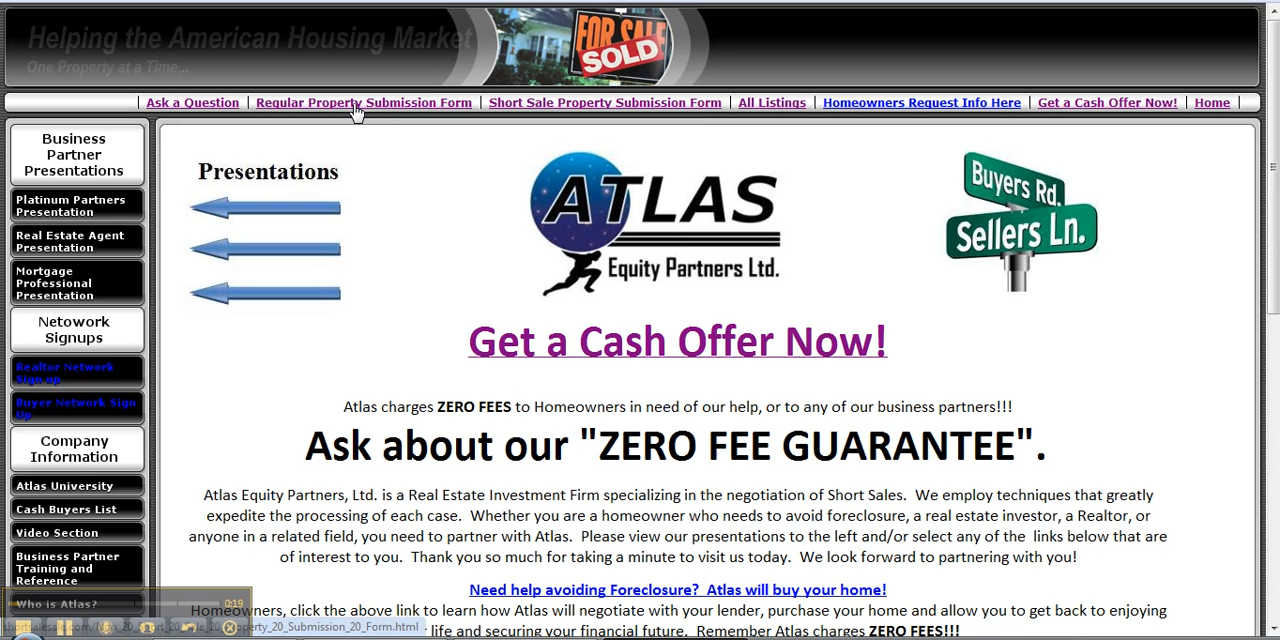 Helping the American Housing Market
One Property at a Time...
FOR SALE
SOLD
Ask a Question | Regular Property Submission Form | Short Sale Property Submission Form | All Listings | Homeowners Request Info Here | Get a Cash Offer Now! | Home
Business
Partner
Presentations
Platinum Partners
Presentation
Real Estate Agent
Presentation
Mortgage
Professional
Presentation
Netowork
Signups
Realtor Network
Sign up
Buyer Network Sign
Up
Company
Information
Atlas University
Cash Buyers List
Video Section
Business Partner
Training and
Reference
Who is Atlas?
Presentations
ATLAS
Equity Partners Ltd.
Buyers Rd.
Sellers Ln.
Get a Cash Offer Now!
Atlas charges ZERO FEES to Homeowners in need of our help, or to any of our business partners!!!
Ask about our "ZERO FEE GUARANTEE".
Atlas Equity Partners, Ltd. is a Real Estate Investment Firm specializing in the negotiation of Short Sales. We employ techniques that greatly
expedite the processing of each case. Whether you are a homeowner who needs to avoid foreclosure, a real estate investor, a Realtor, or
anyone in a related field, you need to partner with Atlas. Please view our presentations to the left and/or select any of the links below that are
of interest to you. Thank you so much for taking a minute to visit us today. We look forward to partnering with you!
Need help avoiding Foreclosure? Atlas will buy your home!
Homeowners, click the above link to learn how Atlas will negotiate with your lender, purchase your home and allow you to get back to enjoying
life and securing your financial future. Remember Atlas charges ZERO FEES!!!
0:19